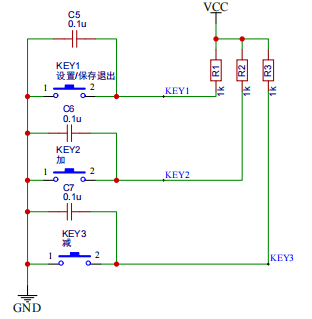 VCC
C5
0.1u
KEY1
设置/保存退出
1 2
KEY1
R1
1k
R2
1k
R3
1k
C6
0.1u
KEY2
加
1 2
KEY2
C7
0.1u
KEY3
减
1 2
KEY3
GND